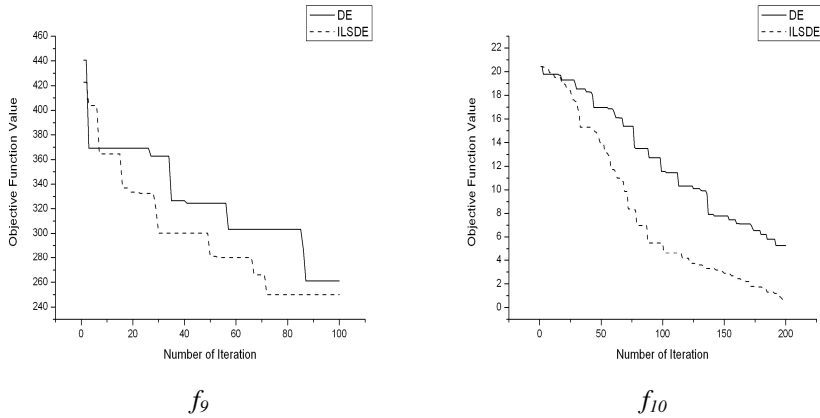 DE
ILSDE
460
440
420
400
380
360
340
320
300
280
260
240
Objective Function Value
0 20 40 60 80 100
Number of Iteration
f9
DE
ILSDE
22
20
18
16
14
12
10
8
6
4
2
0
Objective Function Value
0 50 100 150 200
Number of Iteration
f10